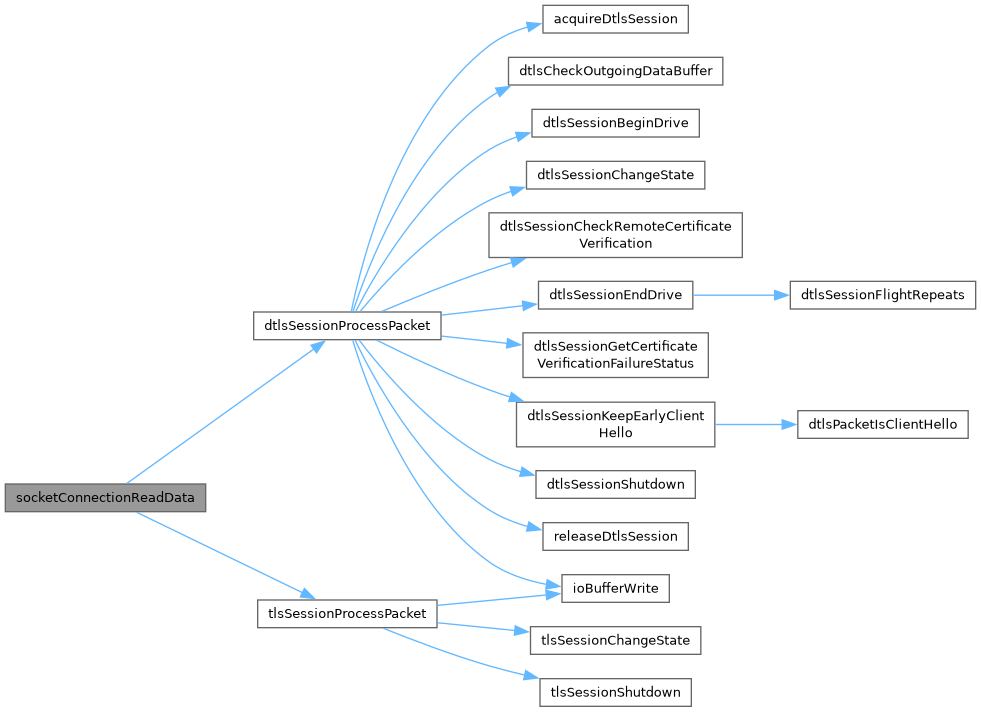 acquireDtlsSession
dtlsCheckOutgoingDataBuffer
dtlsSessionBeginDrive
dtlsSessionChangeState
dtlsSessionCheckRemoteCertificate
Verification
dtlsSessionEndDrive
dtlsSessionFlightRepeats
dtlsSessionProcessPacket
dtlsSessionGetCertificate
VerificationFailureStatus
dtlsSessionKeepEarlyClient
Hello
dtlsPacketIsClientHello
dtlsSessionShutdown
socketConnectionReadData
releaseDtlsSession
ioBufferWrite
tlsSessionProcessPacket
tlsSessionChangeState
tlsSessionShutdown